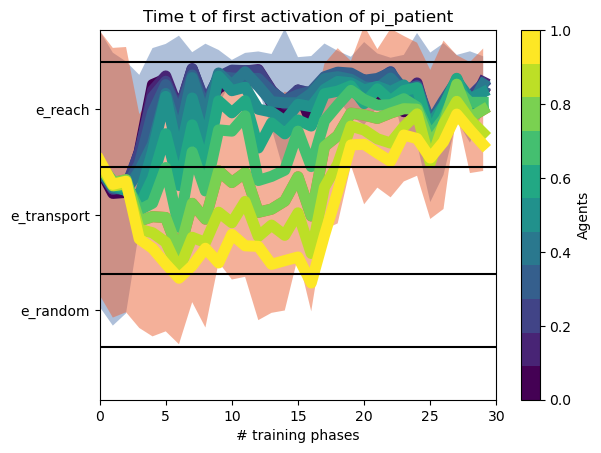 Time t of first activation of pi_patient
e_reach
e_transport
e_random
0
5
10
15
20
25
30
# training phases
1.0
0.8
0.6
0.4
0.2
0.0
Agents